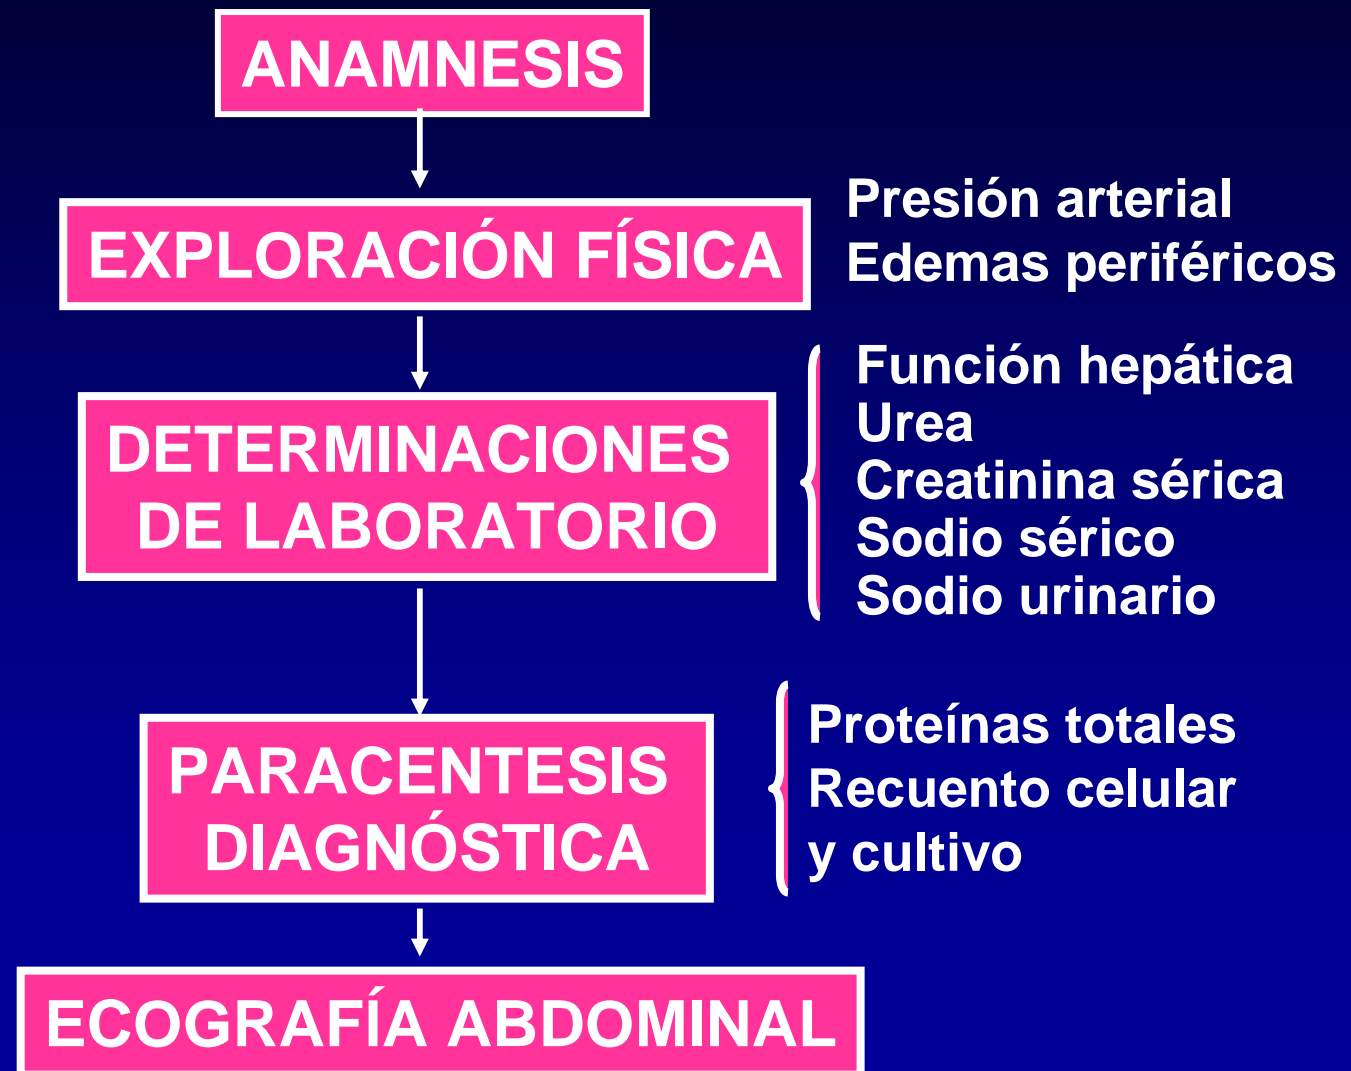 ANAMNESIS
EXPLORACIÓN FÍSICA
Presión arterial
Edemas periféricos
DETERMINACIONES
DE LABORATORIO
Función hepática
Urea
Creatinina sérica
Sodio sérico
Sodio urinario
PARACENTESIS
DIAGNÓSTICA
Proteínas totales
Recuento celular
y cultivo
ECOGRAFÍA ABDOMINAL